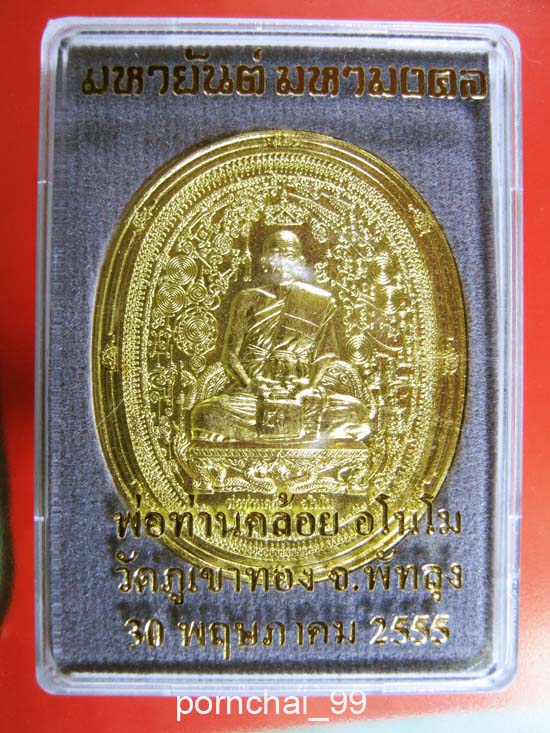 มหายันต์ มหามงคล
พ่อท่านคล้อย อโนโม
วัดภูเขาทอง จ.พัทลุง
30 พฤษภาคม 2555
pornchai_99